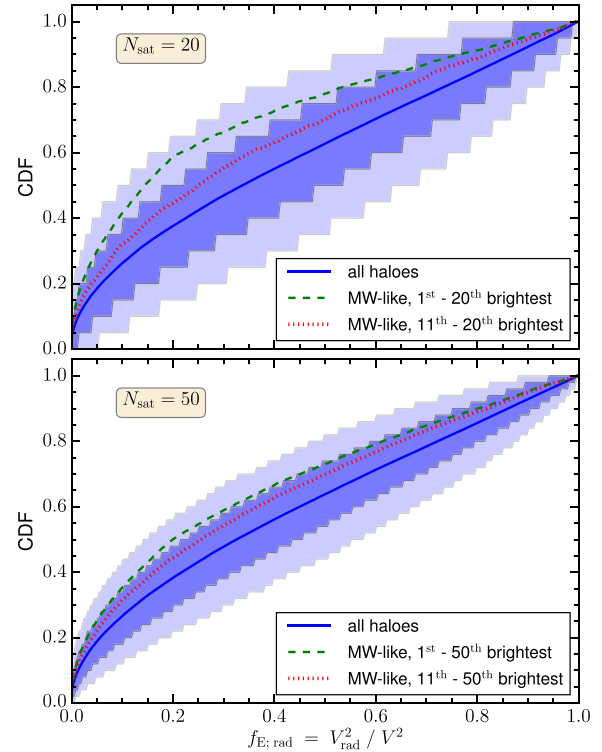 1.0
N_sat = 20
0.8
0.6
CDF
0.4
all haloes
0.2
MW-like, 1st - 20th brightest
MW-like, 11th - 20th brightest
0.0
1.0
N_sat = 50
0.8
0.6
CDF
0.4
all haloes
0.2
MW-like, 1st - 50th brightest
MW-like, 11th - 50th brightest
0.0
0.0 0.2 0.4 0.6 0.8 1.0
f_E; rad = V²_rad / V²